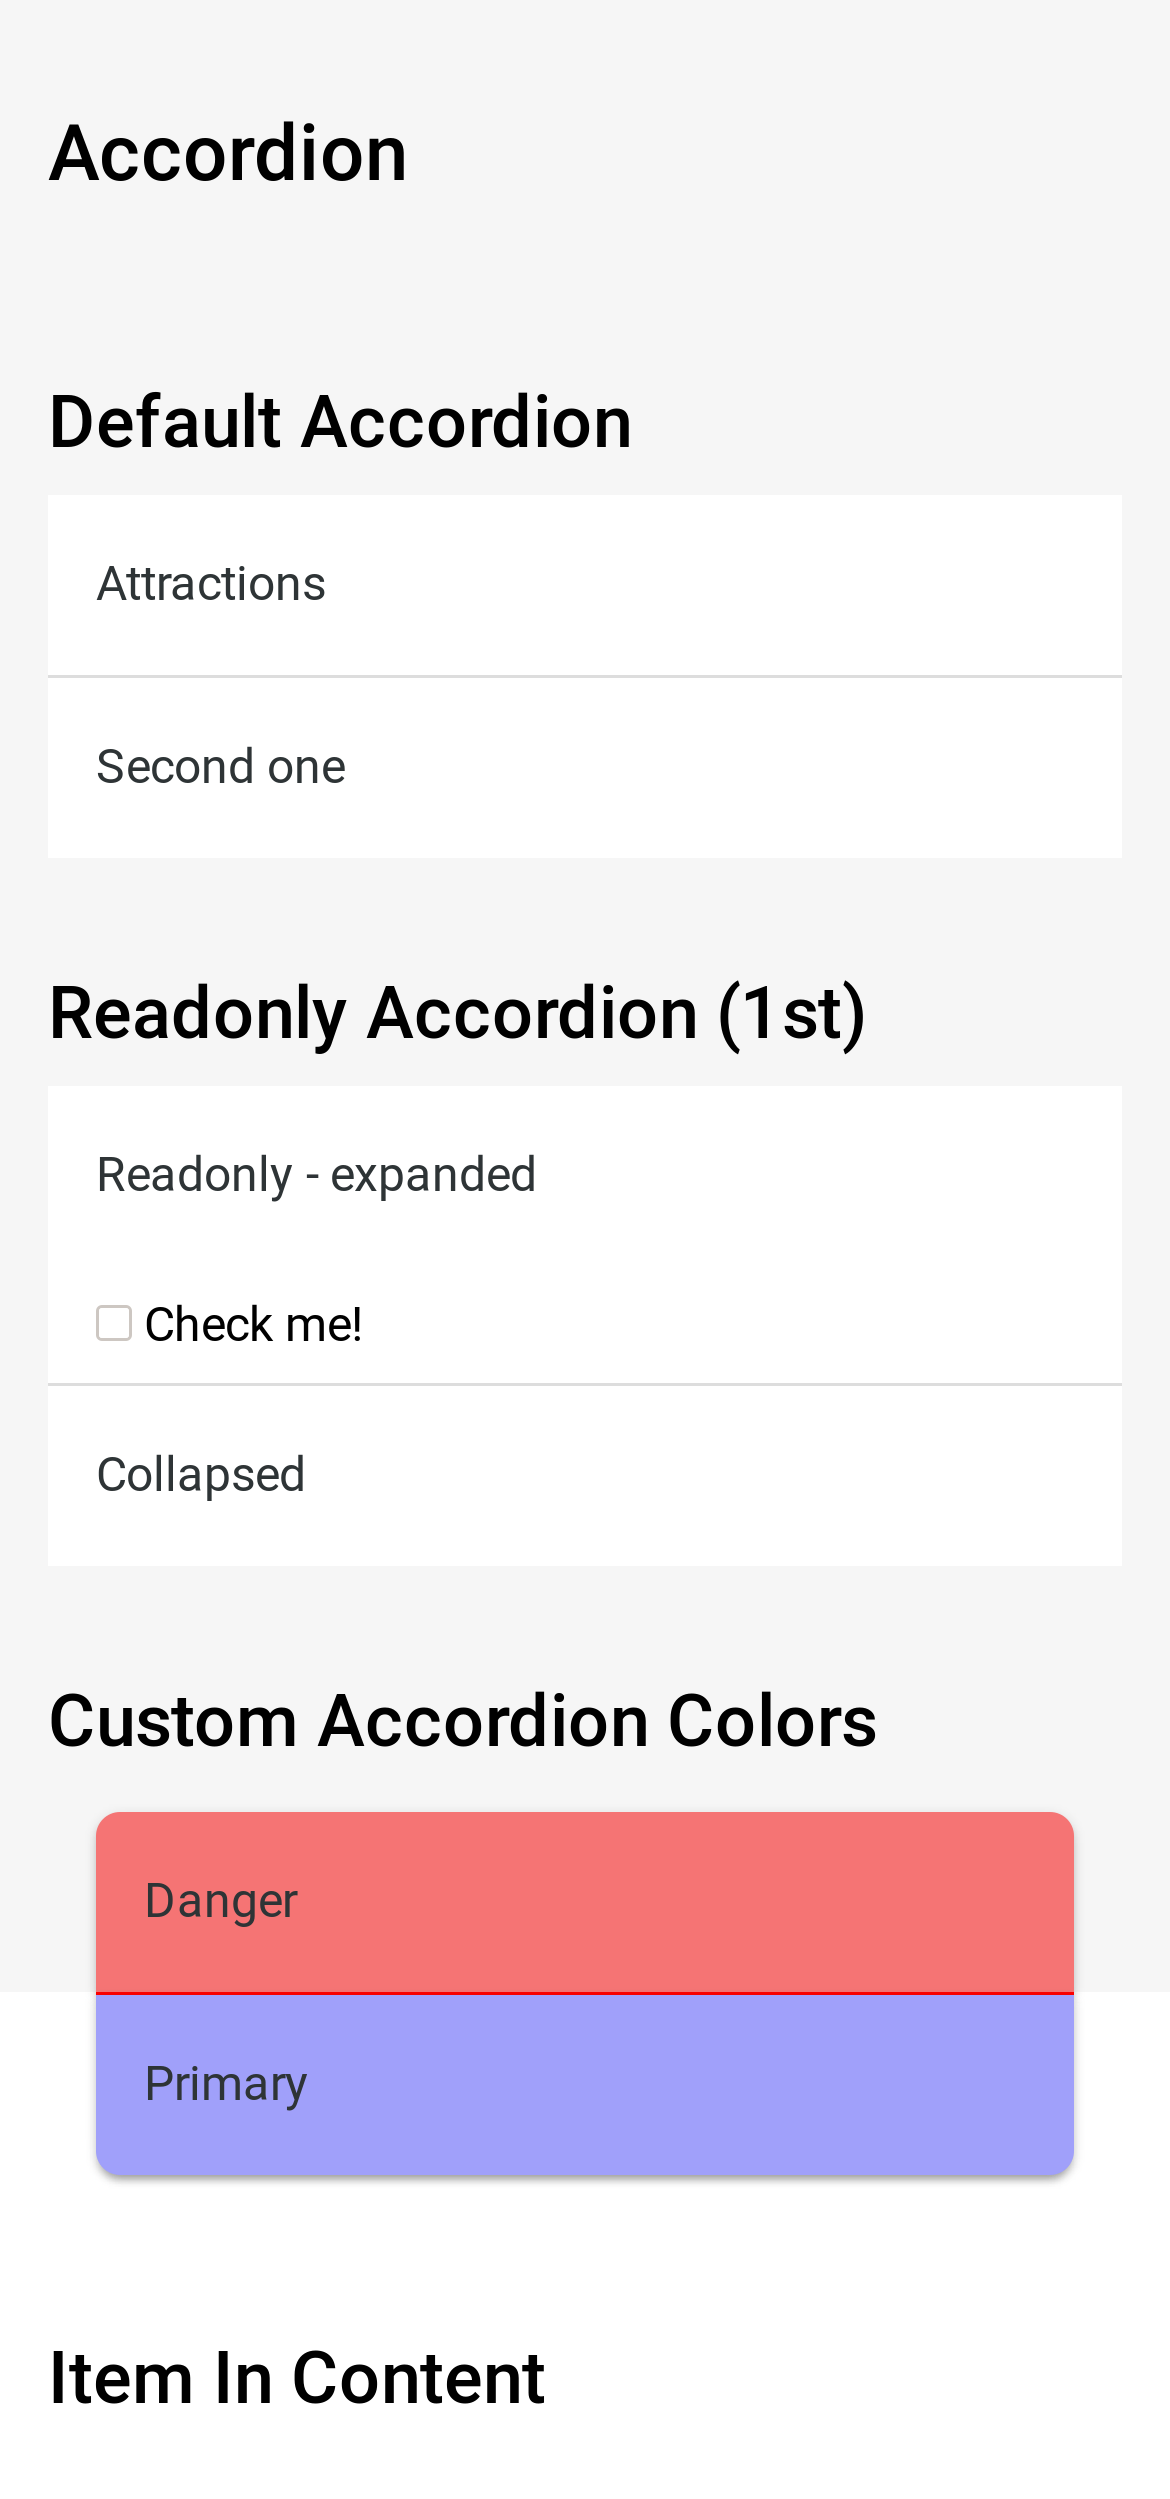 Accordion
Default Accordion
Attractions
Second one
Readonly Accordion (1st)
Readonly - expanded
Check me!
Collapsed
Custom Accordion Colors
Danger
Primary
Item In Content